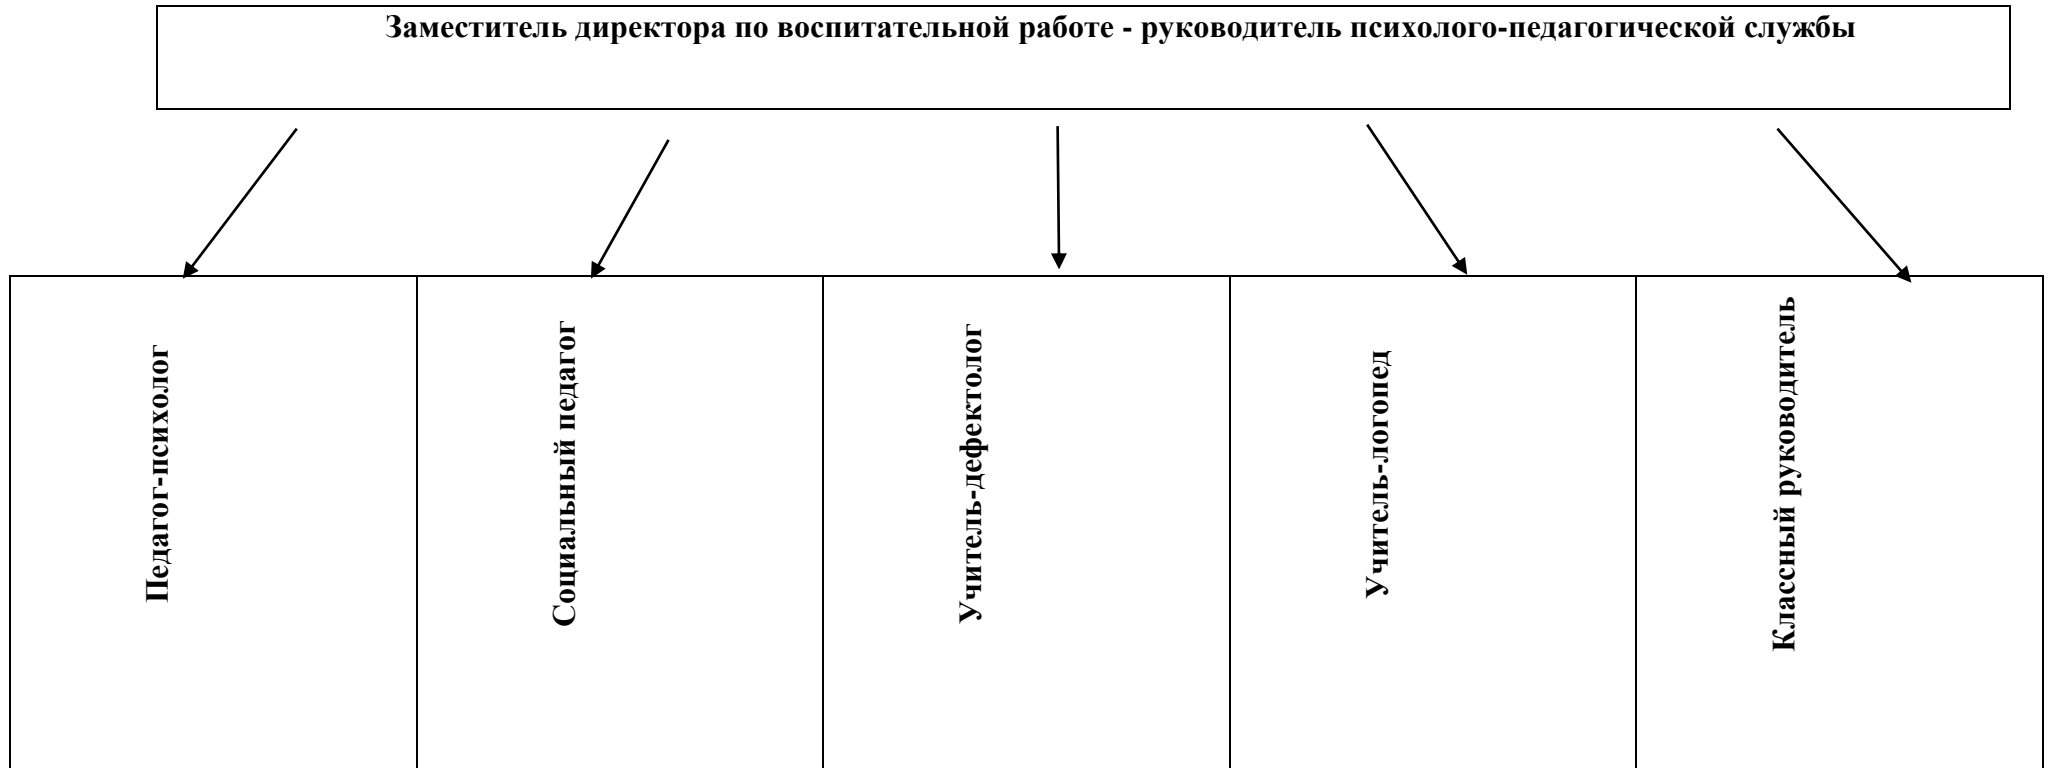 Заместитель директора по воспитательной работе - руководитель психолого-педагогической службы
Педагог-психолог
Социальный педагог
Учитель-дефектолог
Учитель-логопед
Классный руководитель